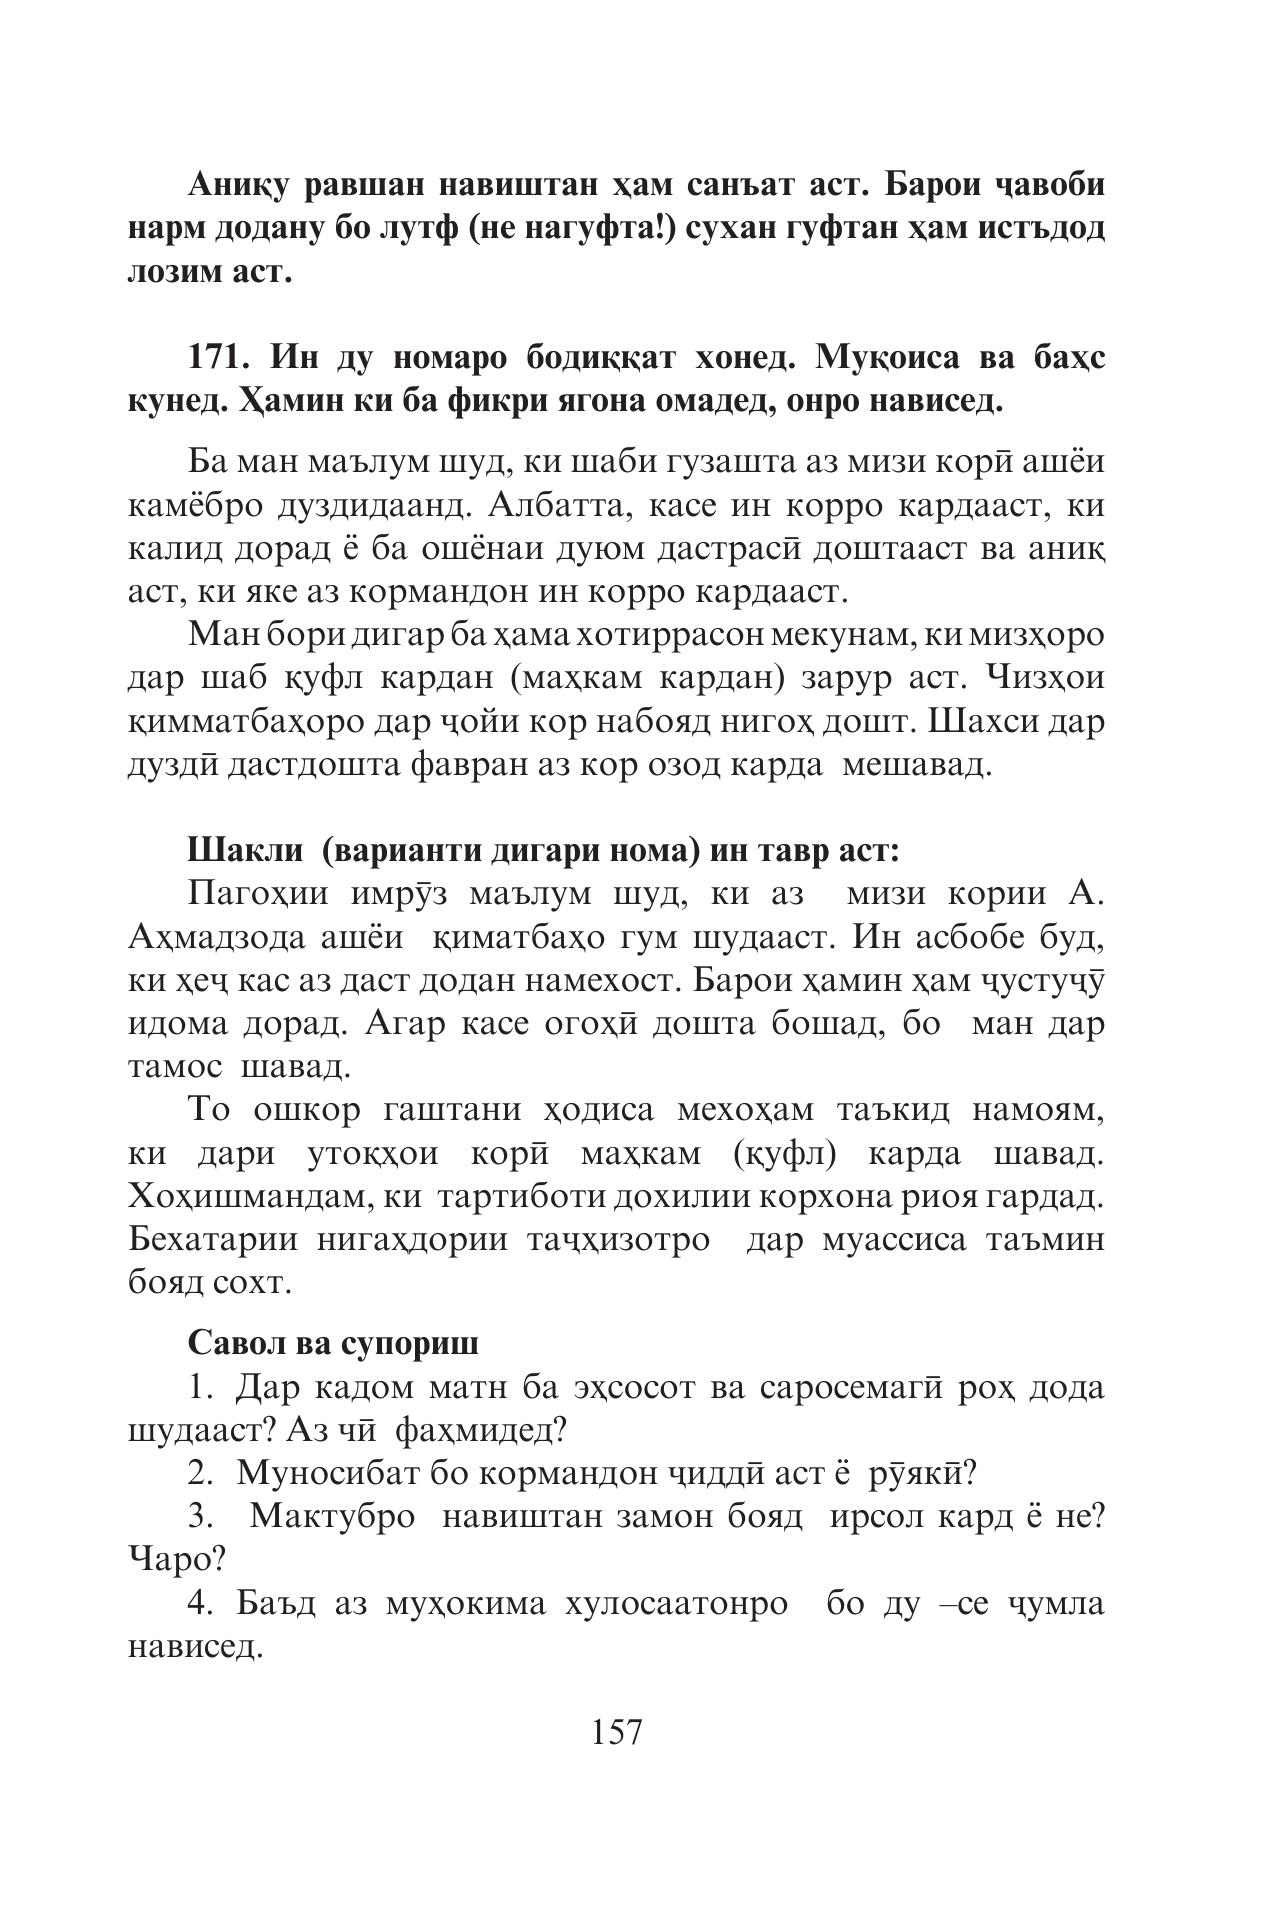 Аниқу равшан навиштан ҳам санъат аст. Барои ҷавоби
нарм додану бо лутф (не нагуфта!) сухан гуфтан ҳам истъдод
лозим аст.
171. Ин ду номаро бодиққат хонед. Муқоиса ва баҳс
кунед. Ҳамин ки ба фикри ягона омадед, онро нависед.
Ба ман маълум шуд, ки шаби гузашта аз мизи корӣ ашёи
камёбро дуздидаанд. Албатта, касе ин корро кардааст, ки
калид дорад ё ба ошёнаи дуюм дастрасӣ доштааст ва аниқ
аст, ки яке аз кормандон ин корро кардааст.
Ман бори дигар ба ҳама хотиррасон мекунам, ки мизҳоро
дар шаб қуфл кардан (маҳкам кардан) зарур аст. Чизҳои
қимматбаҳоро дар ҷойи кор набояд нигоҳ дошт. Шахси дар
дуздӣ дастдошта фавран аз кор озод карда  мешавад.
Шакли  (варианти дигари нома) ин тавр аст:
Пагоҳии имрӯз маълум шуд, ки аз  мизи кории А.
Аҳмадзода ашёи  қиматбаҳо гум шудааст. Ин асбобе буд,
ки ҳеҷ кас аз даст додан намехост. Барои ҳамин ҳам ҷустуҷӯ
идома дорад. Агар касе огоҳӣ дошта бошад, бо  ман дар
тамос  шавад.
То ошкор гаштани ҳодиса мехоҳам таъкид намоям,
ки дари утоқҳои корӣ маҳкам (қуфл) карда шавад.
Хоҳишмандам, ки  тартиботи дохилии корхона риоя гардад.
Бехатарии нигаҳдории таҷҳизотро  дар муассиса таъмин
бояд сохт.
Савол ва супориш
1. Дар кадом матн ба эҳсосот ва саросемагӣ роҳ дода
шудааст? Аз чӣ  фаҳмидед?
2. Муносибат бо кормандон ҷиддӣ аст ё  рӯякӣ?
3.  Мактубро  навиштан замон бояд  ирсол кард ё не?
Чаро?
4. Баъд аз муҳокима хулосаатонро  бо ду –се ҷумла
нависед.
157